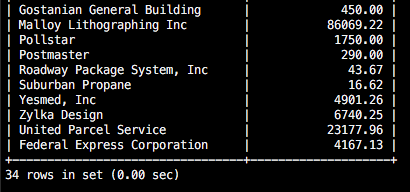 | Gostanian General Building | 450.00 |
| Malloy Lithographing Inc | 86069.22 |
| Pollstar | 1750.00 |
| Postmaster | 290.00 |
| Roadway Package System, Inc | 43.67 |
| Suburban Propane | 16.62 |
| Yesmed, Inc | 4901.26 |
| Zylka Design | 6740.25 |
| United Parcel Service | 23177.96 |
| Federal Express Corporation | 4167.13 |
+-------------------------------+-------------------+
34 rows in set (0.00 sec)